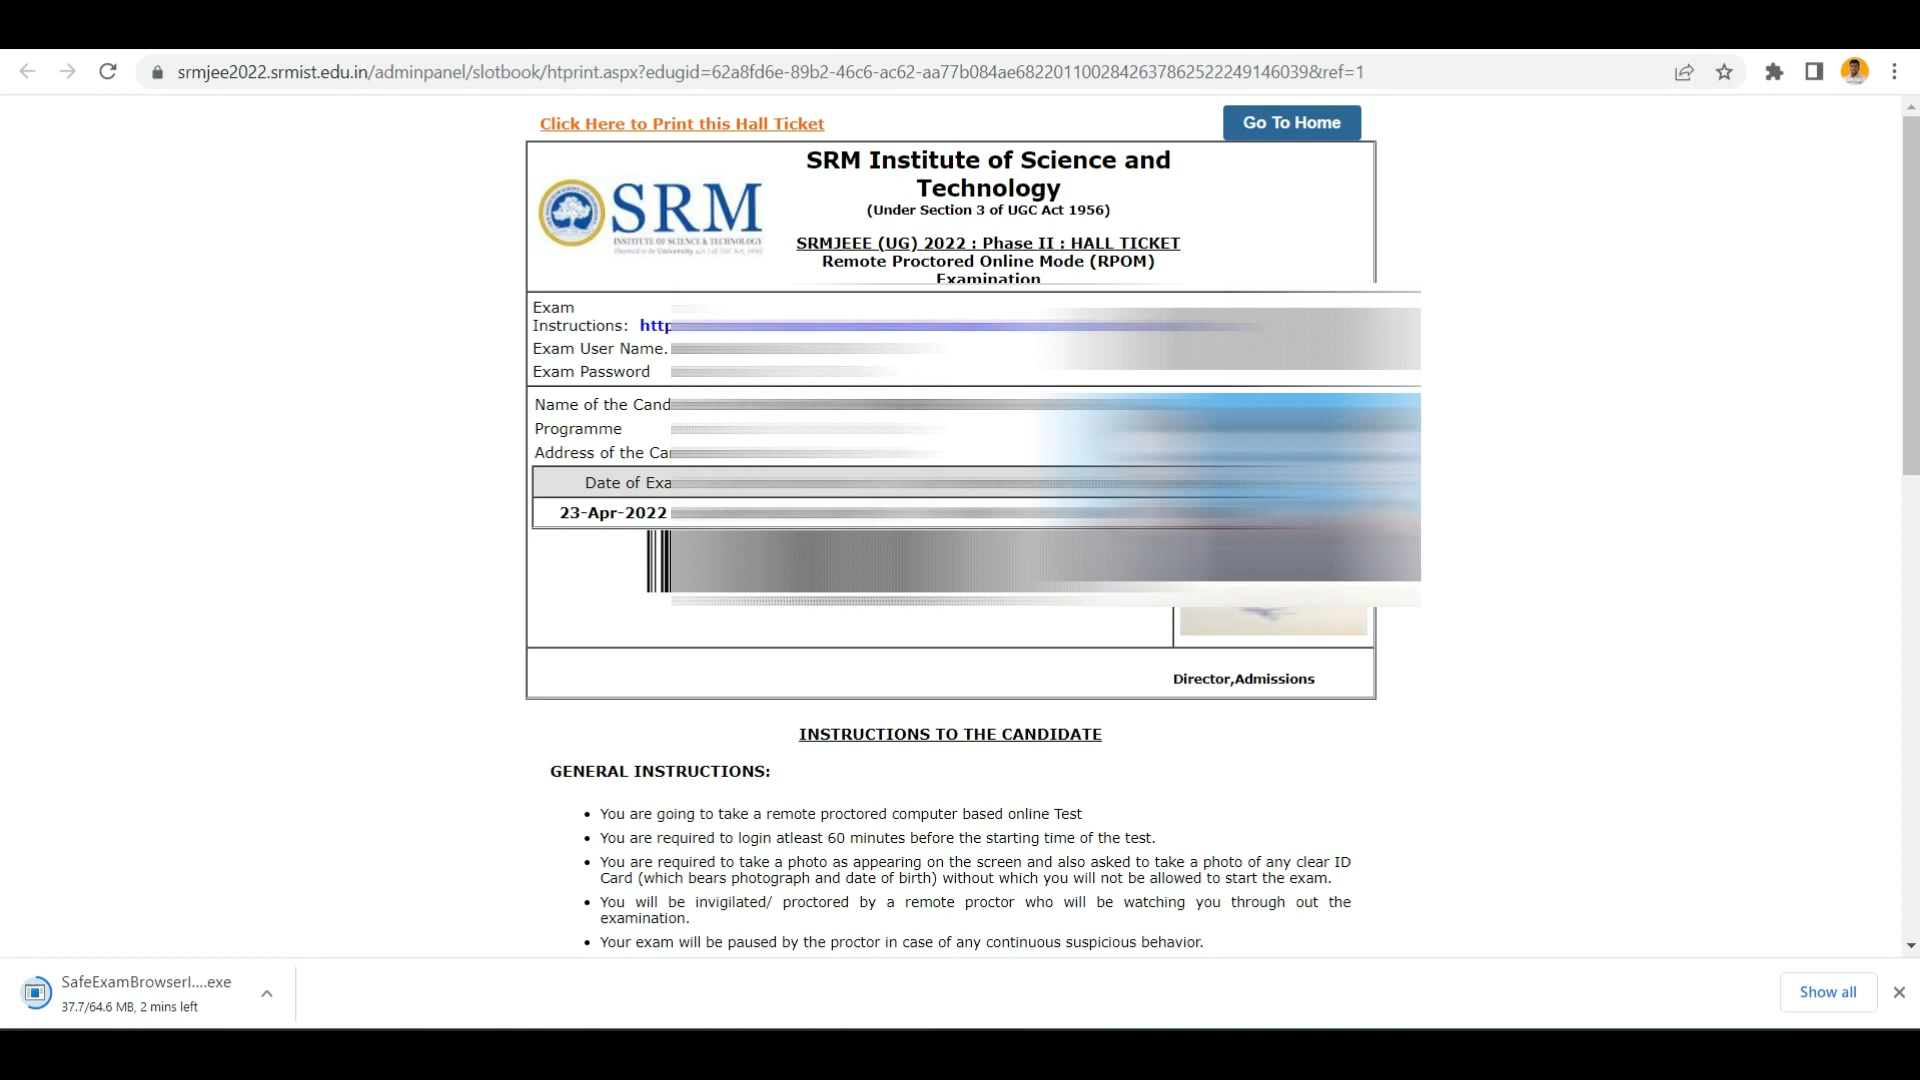 srmjee2022.srmist.edu.in/adminpanel/slotbook/htprint.aspx?edugid=62a8fd6e-89b2-46c6-ac62-aa77b084ae6822011002842637862522249146039&ref=1
Click Here to Print this Hall Ticket
Go To Home
SRM Institute of Science and
Technology
(Under Section 3 of UGC Act 1956)
SRM
INSTITUTE OF SCIENCE & TECHNOLOGY
SRMJEEE (UG) 2022 : Phase II : HALL TICKET
Remote Proctored Online Mode (RPOM)
Examination
Exam
Instructions: http
Exam User Name.
Exam Password
Name of the Cand
Programme
Address of the Ca
Date of Exa
23-Apr-2022
Director,Admissions
INSTRUCTIONS TO THE CANDIDATE
GENERAL INSTRUCTIONS:
• You are going to take a remote proctored computer based online Test
• You are required to login atleast 60 minutes before the starting time of the test.
• You are required to take a photo as appearing on the screen and also asked to take a photo of any clear ID
Card (which bears photograph and date of birth) without which you will not be allowed to start the exam.
• You will be invigilated/ proctored by a remote proctor who will be watching you through out the
examination.
• Your exam will be paused by the proctor in case of any continuous suspicious behavior.
SafeExamBrowserI....exe
37.7/64.6 MB, 2 mins left
Show all